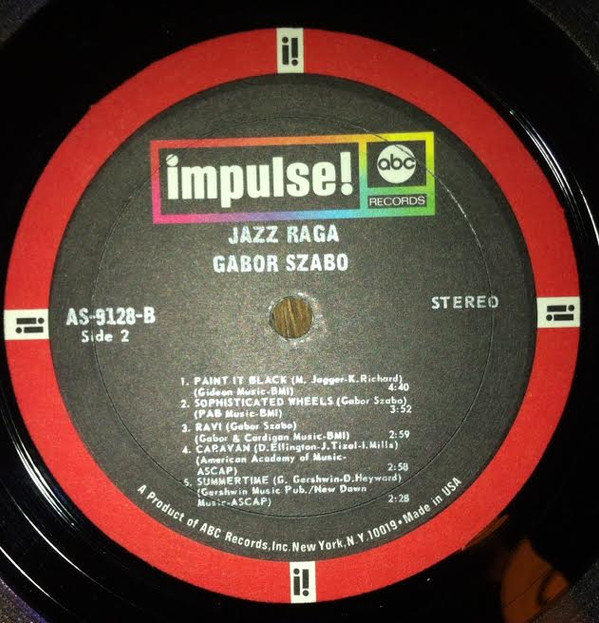 i!
impulse!
abc
RECORDS
JAZZ RAGA
GABOR SZABO
AS-9128-B
Side 2
STEREO
i!
i!
1. PAINT IT BLACK (M. Jagger-K.Richard)
(Gideon Music-BMI) 4:40
2. SOPHISTICATED WHEELS (Gabor Szabo)
(PAB Music-BMI) 3:52
3. RAVI (Gabor Szabo)
(Gabor & Cardigan Music-BMI) 2:59
4. CARAVAN (D.Ellington-J.Tizol-I.Mills)
(American Academy of Music-
ASCAP) 2:58
5. SUMMERTIME (G. Gershwin-D.Heyward)
(Gershwin Music Pub./New Dawn
Music-ASCAP) 2:28
A Product of ABC Records, Inc. New York, N.Y. 10019 • Made in USA
i!